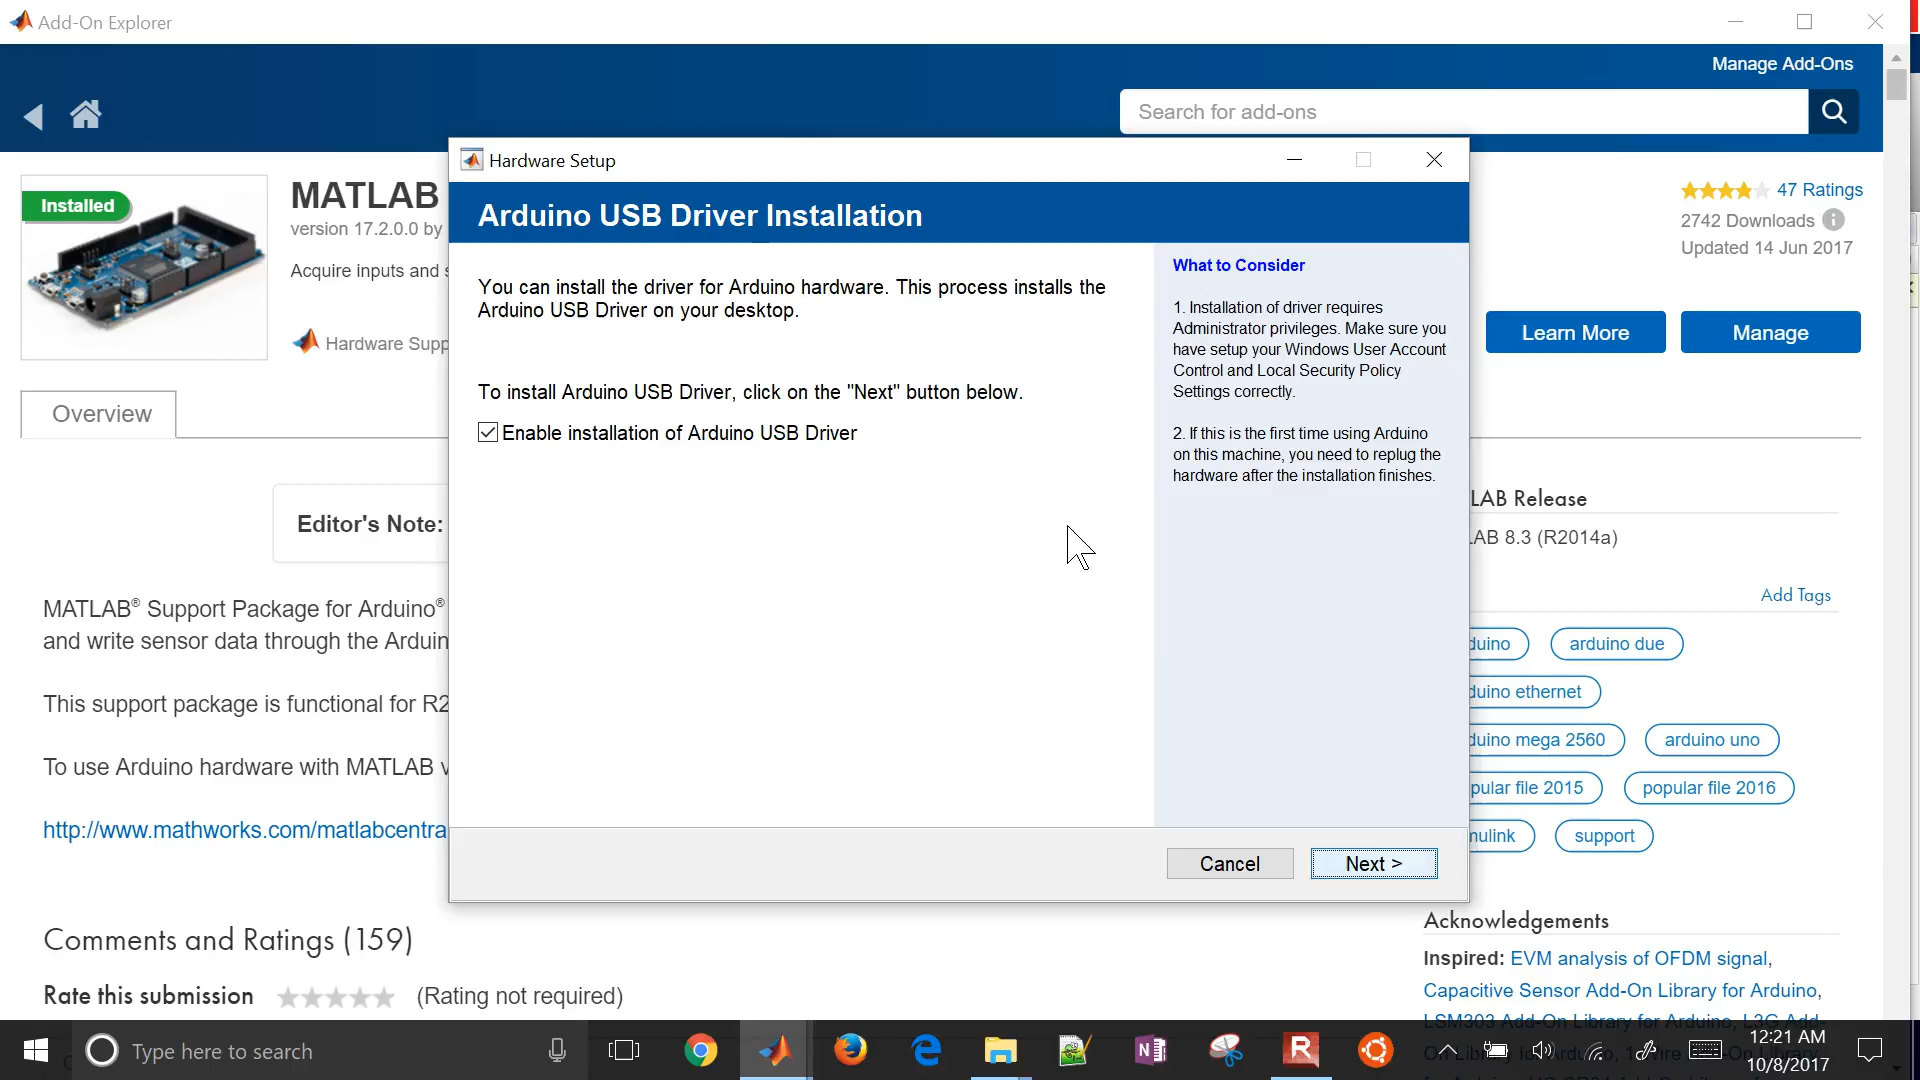 Add-On Explorer
Manage Add-Ons
Search for add-ons
Hardware Setup
Installed
MATLAB
version 17.2.0.0 by
Acquire inputs and
Hardware Supp
47 Ratings
2742 Downloads
Updated 14 Jun 2017
Learn More
Manage
Arduino USB Driver Installation
You can install the driver for Arduino hardware. This process installs the
Arduino USB Driver on your desktop.
To install Arduino USB Driver, click on the "Next" button below.
Enable installation of Arduino USB Driver
What to Consider
1. Installation of driver requires
Administrator privileges. Make sure you
have setup your Windows User Account
Control and Local Security Policy
Settings correctly.
2. If this is the first time using Arduino
on this machine, you need to replug the
hardware after the installation finishes.
Cancel
Next >
Overview
Editor's Note:
MATLAB® Support Package for Arduino®
and write sensor data through the Arduin
This support package is functional for R2
To use Arduino hardware with MATLAB v
http://www.mathworks.com/matlabcentra
LAB Release
LAB 8.3 (R2014a)
Add Tags
duino
arduino due
duino ethernet
duino mega 2560
arduino uno
pular file 2015
popular file 2016
mulink
support
Comments and Ratings (159)
Rate this submission
(Rating not required)
Acknowledgements
Inspired: EVM analysis of OFDM signal,
Capacitive Sensor Add-On Library for Arduino,
LSM303 Add-On Library for Arduino, L3G Add-
Type here to search
12:21 AM
10/8/2017